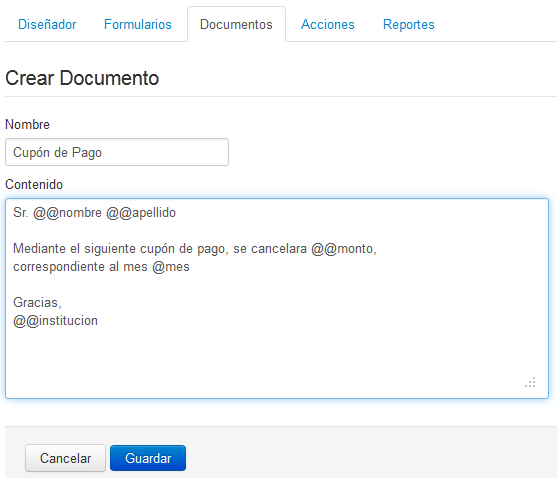 Diseñador Formularios Documentos Acciones Reportes
Crear Documento
Nombre
Cupón de Pago
Contenido
Sr. @@nombre @@apellido
Mediante el siguiente cupón de pago, se cancelara @@monto,
correspondiente al mes @mes
Gracias,
@@institucion
Cancelar Guardar